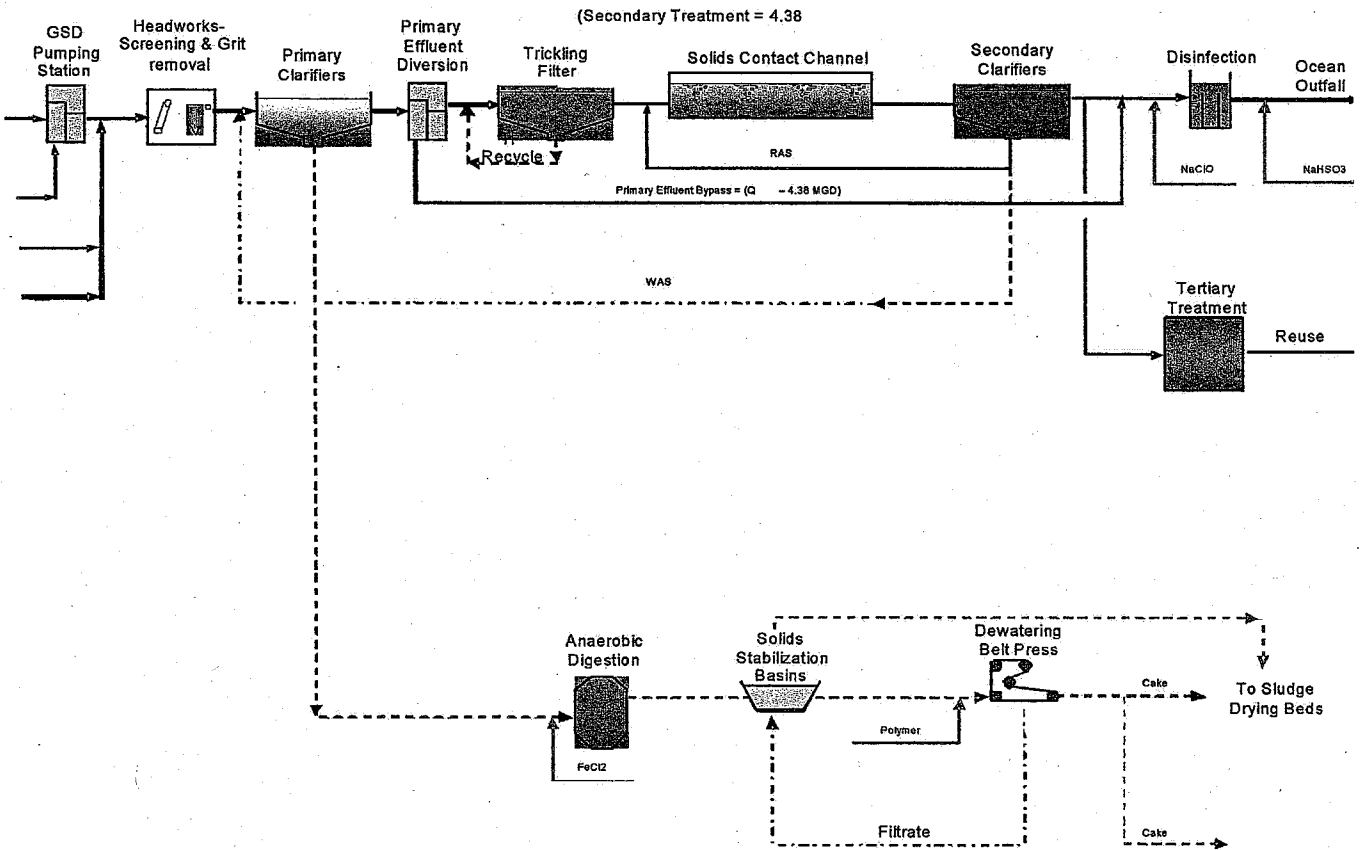 (Secondary Treatment = 4.38
GSD
Pumping
Station
Headworks-
Screening & Grit
removal
Primary
Clarifiers
Primary
Effluent
Diversion
Trickling
Filter
Solids Contact Channel
Secondary
Clarifiers
Disinfection
Ocean
Outfall
Recycle
RAS
NaClO
NaHSO3
Primary Effluent Bypass = (Q – 4.38 MGD)
WAS
Tertiary
Treatment
Reuse
Anaerobic
Digestion
Solids
Stabilization
Basins
Dewatering
Belt Press
Cake
To Sludge
Drying Beds
Polymer
FeCl2
Filtrate
Cake